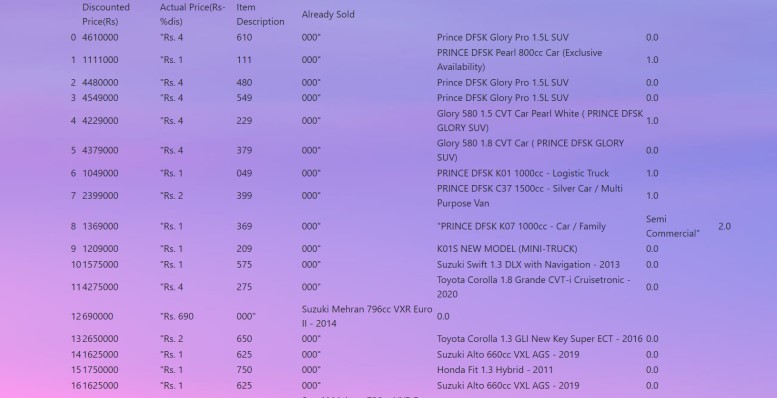 Discounted Price(Rs) Actual Price(Rs-%dis) Item Description Already Sold
0 4610000 "Rs. 4 610 000" Prince DFSK Glory Pro 1.5L SUV 0.0
1 1111000 "Rs. 1 111 000" PRINCE DFSK Pearl 800cc Car (Exclusive Availability) 1.0
2 4480000 "Rs. 4 480 000" Prince DFSK Glory Pro 1.5L SUV 0.0
3 4549000 "Rs. 4 549 000" Prince DFSK Glory Pro 1.5L SUV 0.0
4 4229000 "Rs. 4 229 000" Glory 580 1.5 CVT Car Pearl White ( PRINCE DFSK GLORY SUV) 1.0
5 4379000 "Rs. 4 379 000" Glory 580 1.8 CVT Car ( PRINCE DFSK GLORY SUV) 0.0
6 1049000 "Rs. 1 049 000" PRINCE DFSK K01 1000cc - Logistic Truck 1.0
7 2399000 "Rs. 2 399 000" PRINCE DFSK C37 1500cc - Silver Car / Multi Purpose Van 1.0
8 1369000 "Rs. 1 369 000" "PRINCE DFSK K07 1000cc - Car / Family Semi Commercial" 2.0
9 1209000 "Rs. 1 209 000" K01S NEW MODEL (MINI-TRUCK) 0.0
10 1575000 "Rs. 1 575 000" Suzuki Swift 1.3 DLX with Navigation - 2013 0.0
11 4275000 "Rs. 4 275 000" Toyota Corolla 1.8 Grande CVT-i Cruisetronic - 2020 0.0
12 690000 "Rs. 690 000" Suzuki Mehran 796cc VXR Euro II - 2014 0.0
13 2650000 "Rs. 2 650 000" Toyota Corolla 1.3 GLI New Key Super ECT - 2016 0.0
14 1625000 "Rs. 1 625 000" Suzuki Alto 660cc VXL AGS - 2019 0.0
15 1750000 "Rs. 1 750 000" Honda Fit 1.3 Hybrid - 2011 0.0
16 1625000 "Rs. 1 625 000" Suzuki Alto 660cc VXL AGS - 2019 0.0